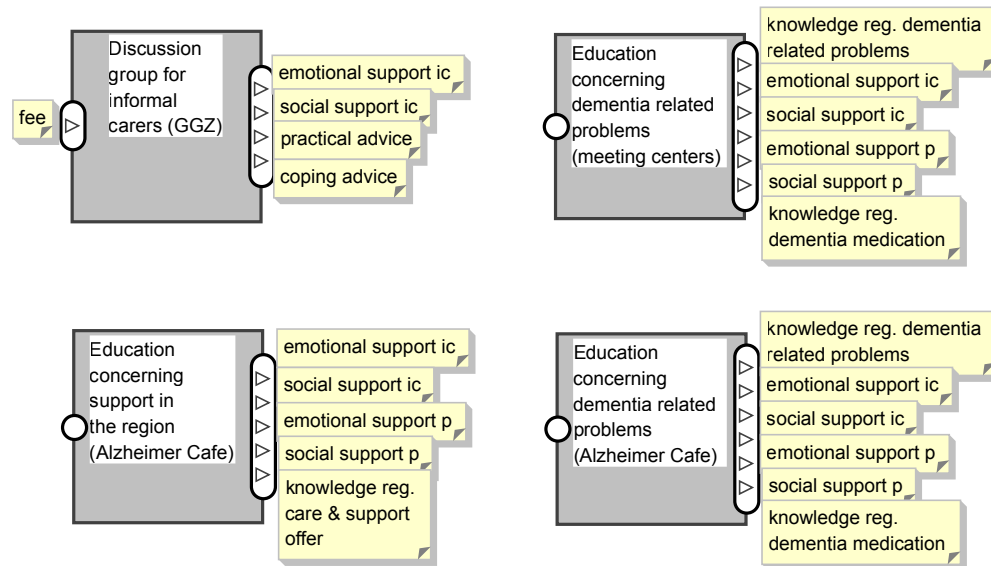 fee
Discussion
group for
informal
carers (GGZ)
emotional support ic
social support ic
practical advice
coping advice
Education
concerning
dementia related
problems
(meeting centers)
knowledge reg. dementia
related problems
emotional support ic
social support ic
emotional support p
social support p
knowledge reg.
dementia medication
Education
concerning
support in
the region
(Alzheimer Cafe)
emotional support ic
social support ic
emotional support p
social support p
knowledge reg.
care & support
offer
Education
concerning
dementia related
problems
(Alzheimer Cafe)
knowledge reg. dementia
related problems
emotional support ic
social support ic
emotional support p
social support p
knowledge reg.
dementia medication